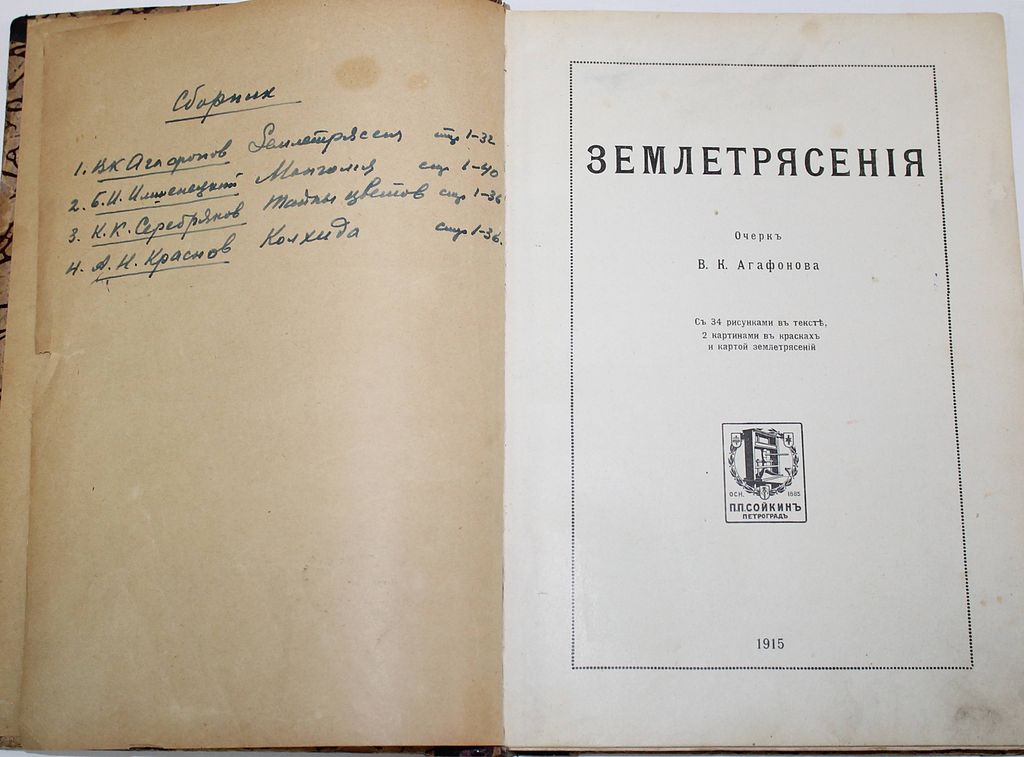 Сборник
1. ВК Агафонов Землетрясения стр 1-32
2. Б.И. Монголия стр 1-40
3. К.К. Серебряков Тайны цветов стр 1-36
4. А.Н. Краснов Колхида стр 1-36.
ЗЕМЛЕТРЯСЕНІЯ
Очеркъ
В. К. Агафонова
Съ 34 рисунками въ текстѣ,
2 картинами въ краскахъ
и картой землетрясеній
ОСН. 1885
П.П.СОЙКИНЪ
ПЕТРОГРАДЪ
1915